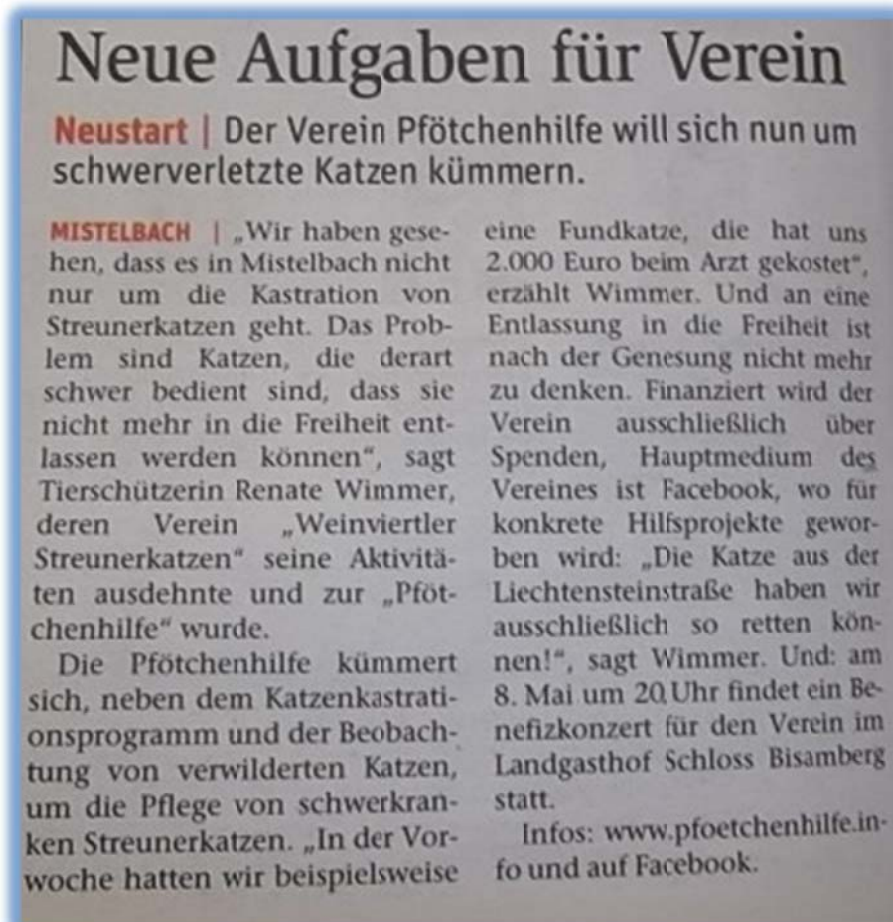 Neue Aufgaben für Verein
Neustart | Der Verein Pfötchenhilfe will sich nun um
schwerverletzte Katzen kümmern.
MISTELBACH | „Wir haben gese-
hen, dass es in Mistelbach nicht
nur um die Kastration von
Streunerkatzen geht. Das Prob-
lem sind Katzen, die derart
schwer bedient sind, dass sie
nicht mehr in die Freiheit ent-
lassen werden können“, sagt
Tierschützerin Renate Wimmer,
deren Verein „Weinviertler
Streunerkatzen“ seine Aktivitä-
ten ausdehnte und zur „Pföt-
chenhilfe“ wurde.
Die Pfötchenhilfe kümmert
sich, neben dem Katzenkastrati-
onsprogramm und der Beobach-
tung von verwilderten Katzen,
um die Pflege von schwerkran-
ken Streunerkatzen. „In der Vor-
woche hatten wir beispielsweise
eine Fundkatze, die hat uns
2.000 Euro beim Arzt gekostet“,
erzählt Wimmer. Und an eine
Entlassung in die Freiheit ist
nach der Genesung nicht mehr
zu denken. Finanziert wird der
Verein ausschließlich über
Spenden, Hauptmedium des
Vereines ist Facebook, wo für
konkrete Hilfsprojekte gewor-
ben wird: „Die Katze aus der
Liechtensteinstraße haben wir
ausschließlich so retten kön-
nen!“, sagt Wimmer. Und: am
8. Mai um 20 Uhr findet ein Be-
nefizkonzert für den Verein im
Landgasthof Schloss Bisamberg
statt.
Infos: www.pfoetchenhilfe.in-
fo und auf Facebook.